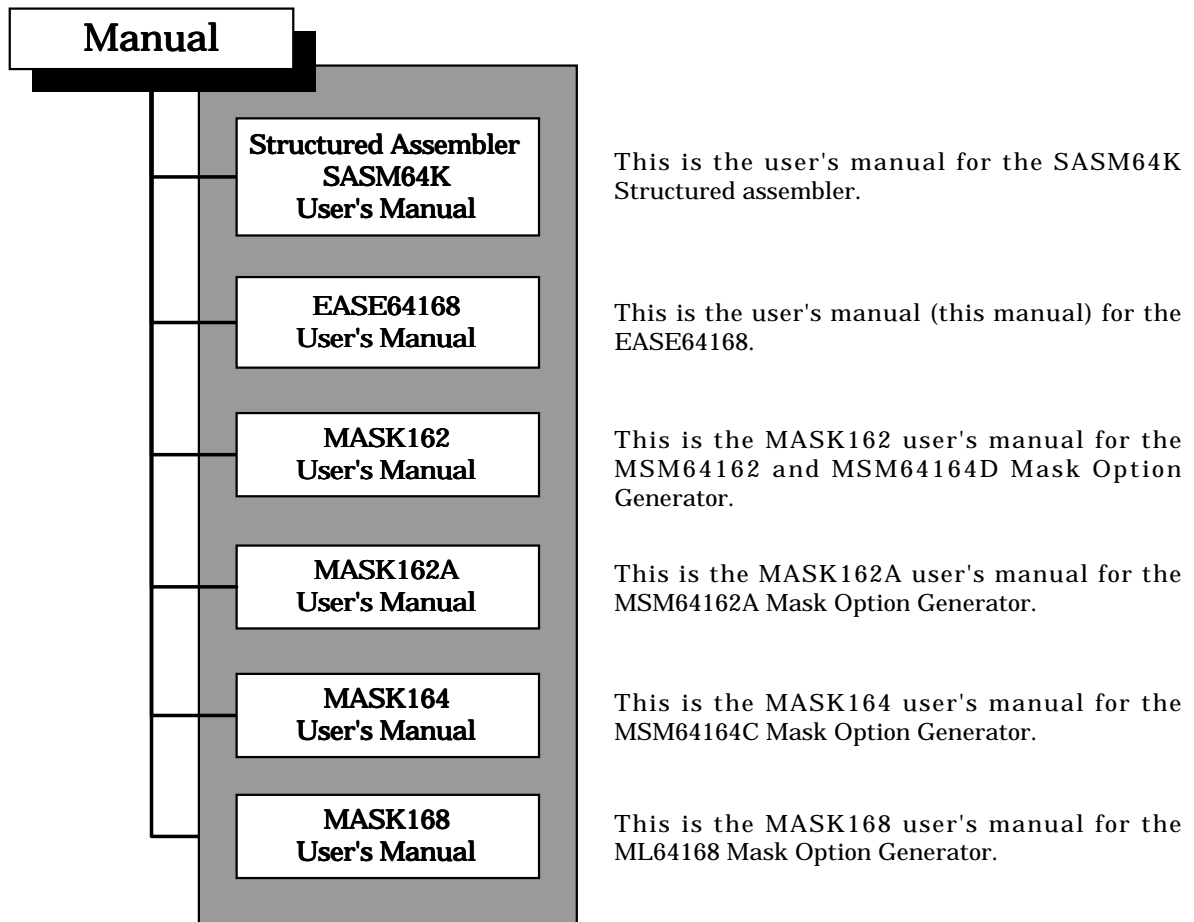 Manual
Structured Assembler
SASM64K
User's Manual
This is the user's manual for the SASM64K
Structured assembler.
EASE64168
User's Manual
This is the user's manual (this manual) for the
EASE64168.
MASK162
User's Manual
This is the MASK162 user's manual for the
MSM64162 and MSM64164D Mask Option
Generator.
MASK162A
User's Manual
This is the MASK162A user's manual for the
MSM64162A Mask Option Generator.
MASK164
User's Manual
This is the MASK164 user's manual for the
MSM64164C Mask Option Generator.
MASK168
User's Manual
This is the MASK168 user's manual for the
ML64168 Mask Option Generator.